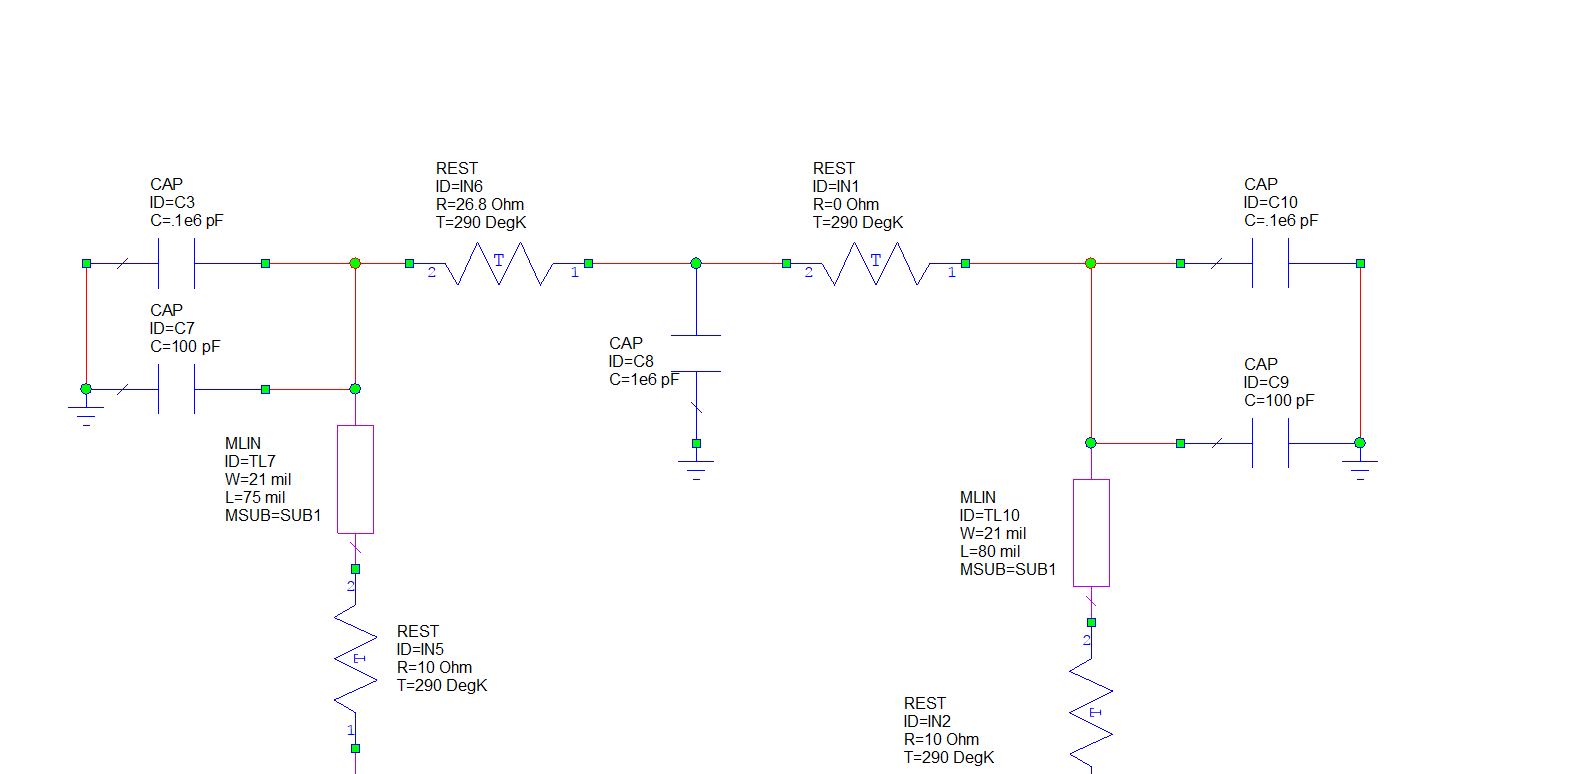 REST
ID=IN6
R=26.8 Ohm
T=290 DegK
REST
ID=IN1
R=0 Ohm
T=290 DegK
CAP
ID=C3
C=.1e6 pF
CAP
ID=C10
C=.1e6 pF
T
2
1
T
2
1
CAP
ID=C7
C=100 pF
CAP
ID=C8
C=1e6 pF
CAP
ID=C9
C=100 pF
MLIN
ID=TL7
W=21 mil
L=75 mil
MSUB=SUB1
MLIN
ID=TL10
W=21 mil
L=80 mil
MSUB=SUB1
2
REST
ID=IN5
R=10 Ohm
T=290 DegK
T
1
2
REST
ID=IN2
R=10 Ohm
T=290 DegK
T